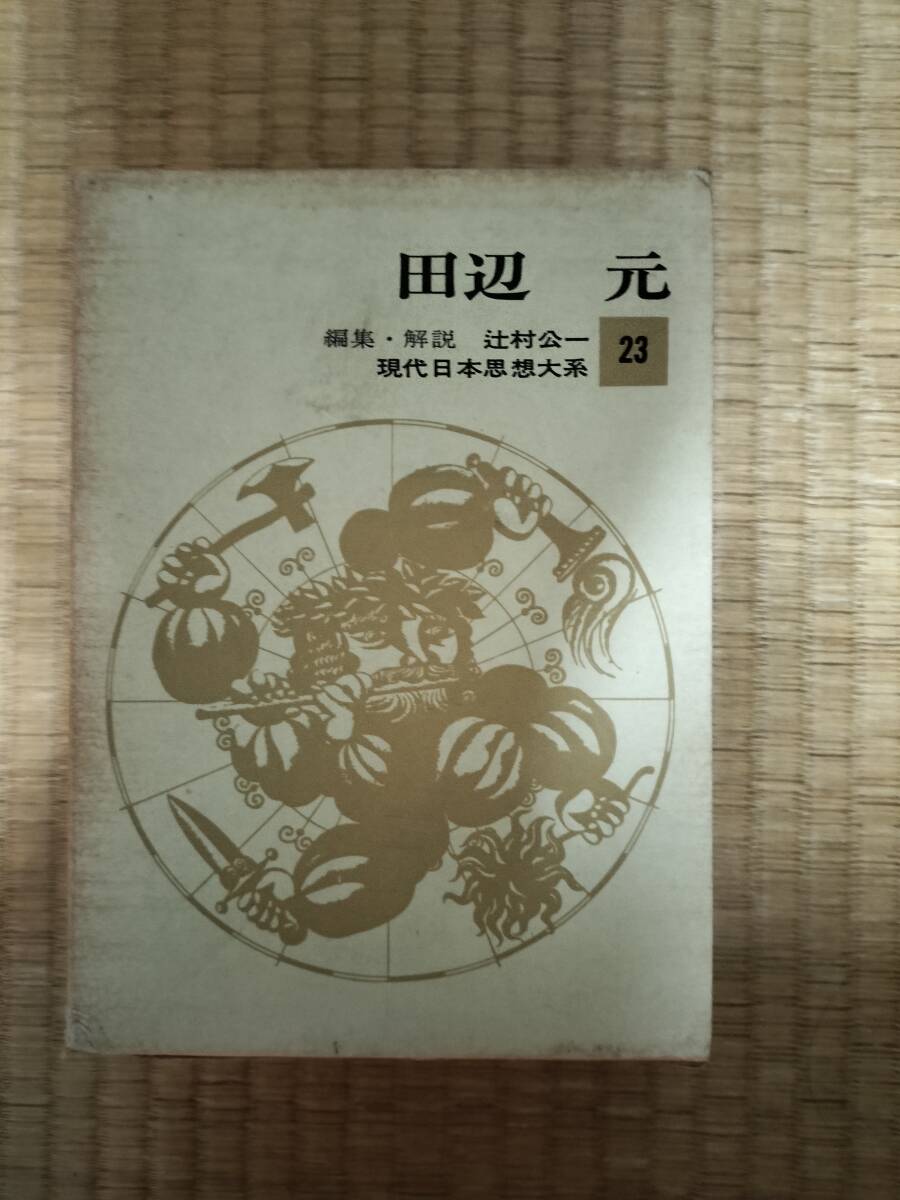 田辺 元
編集・解説 辻村公一
現代日本思想大系
23